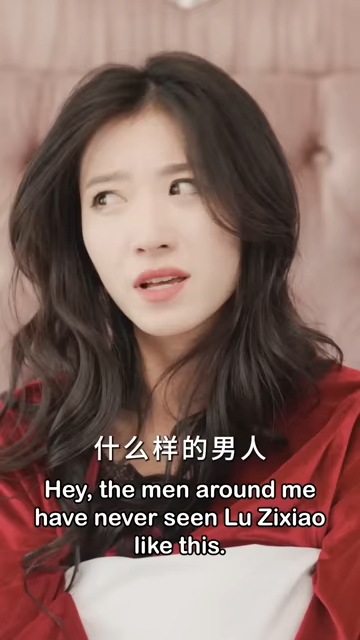 什么样的男人
Hey, the men around me
have never seen Lu Zixiao
like this.